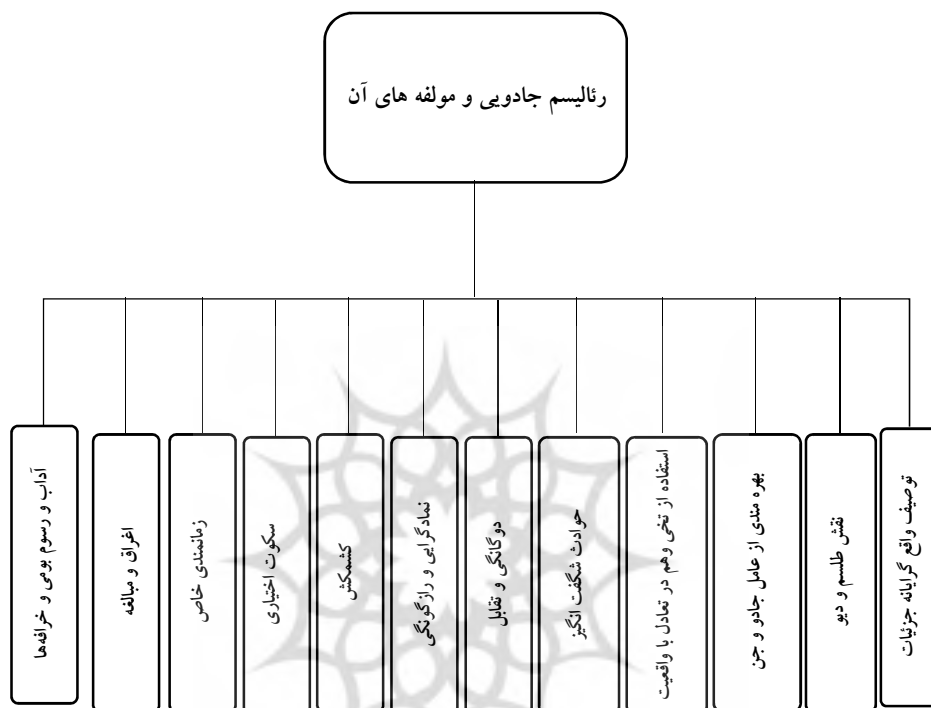 رئالیسم جادویی و مولفه های آن
توصیف واقع گرایانه جزئیات
نقش طلسم و دیو
بهره مندی از عامل جادو و جن
استفاده از تخی وهم در تعادل با واقعیت
حوادث شگفت انگیز
دوگانگی و تقابل
نمادگرایی و رازگونگی
کشمکش
سکوت اختیاری
زمانمندی خاص
اغراق و مبالغه
آداب و رسوم بومی و خرافه‌ها